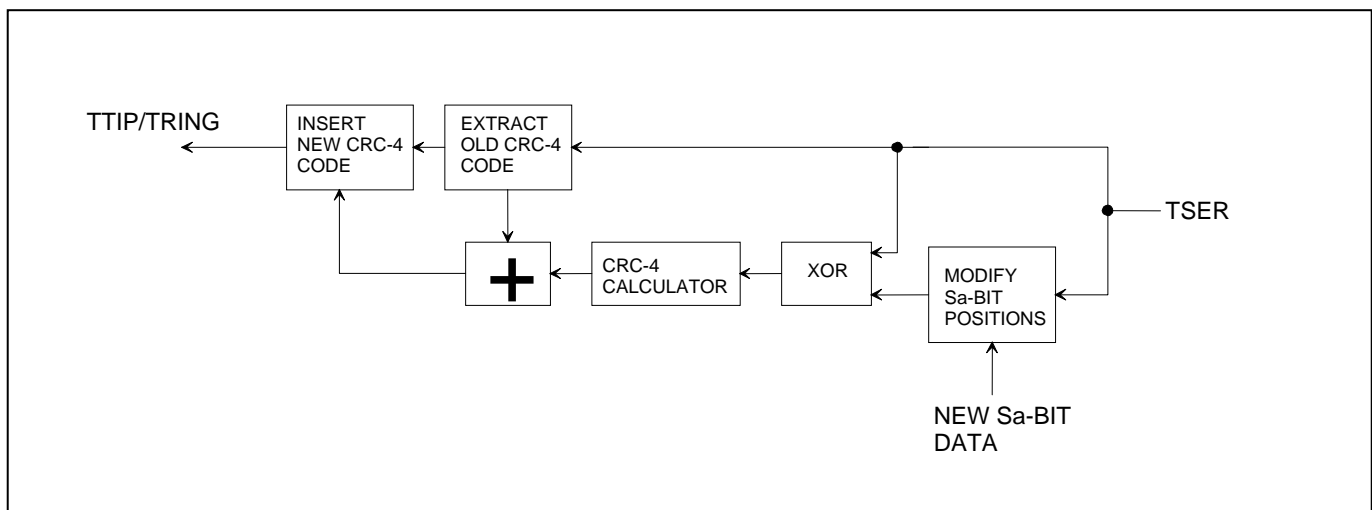 TTIP/TRING
INSERT
NEW CRC-4
CODE
EXTRACT
OLD CRC-4
CODE
TSER
+
CRC-4
CALCULATOR
XOR
MODIFY
Sa-BIT
POSITIONS
NEW Sa-BIT
DATA